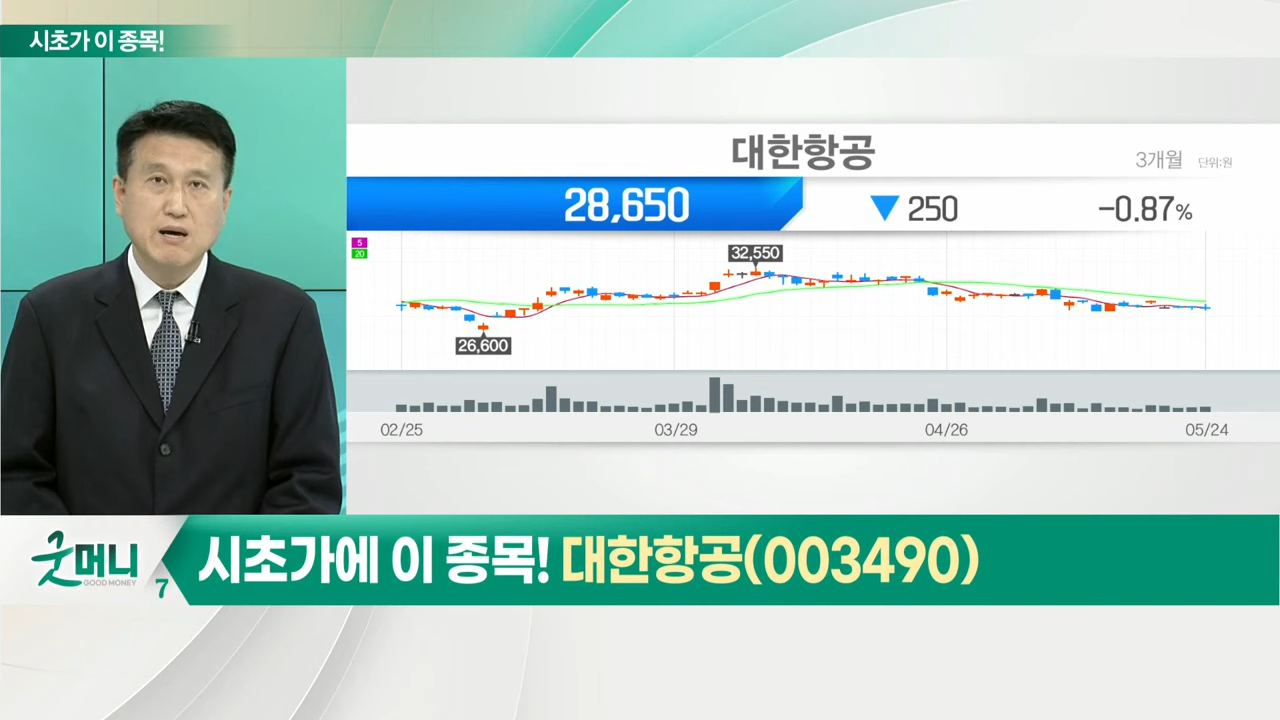 시초가 이 종목!
대한항공
3개월 단위:원
28,650 ▼ 250 -0.87%
5
20
32,550
26,600
02/25 03/29 04/26 05/24
굿머니
GOOD MONEY
7
시초가에 이 종목! 대한항공(003490)